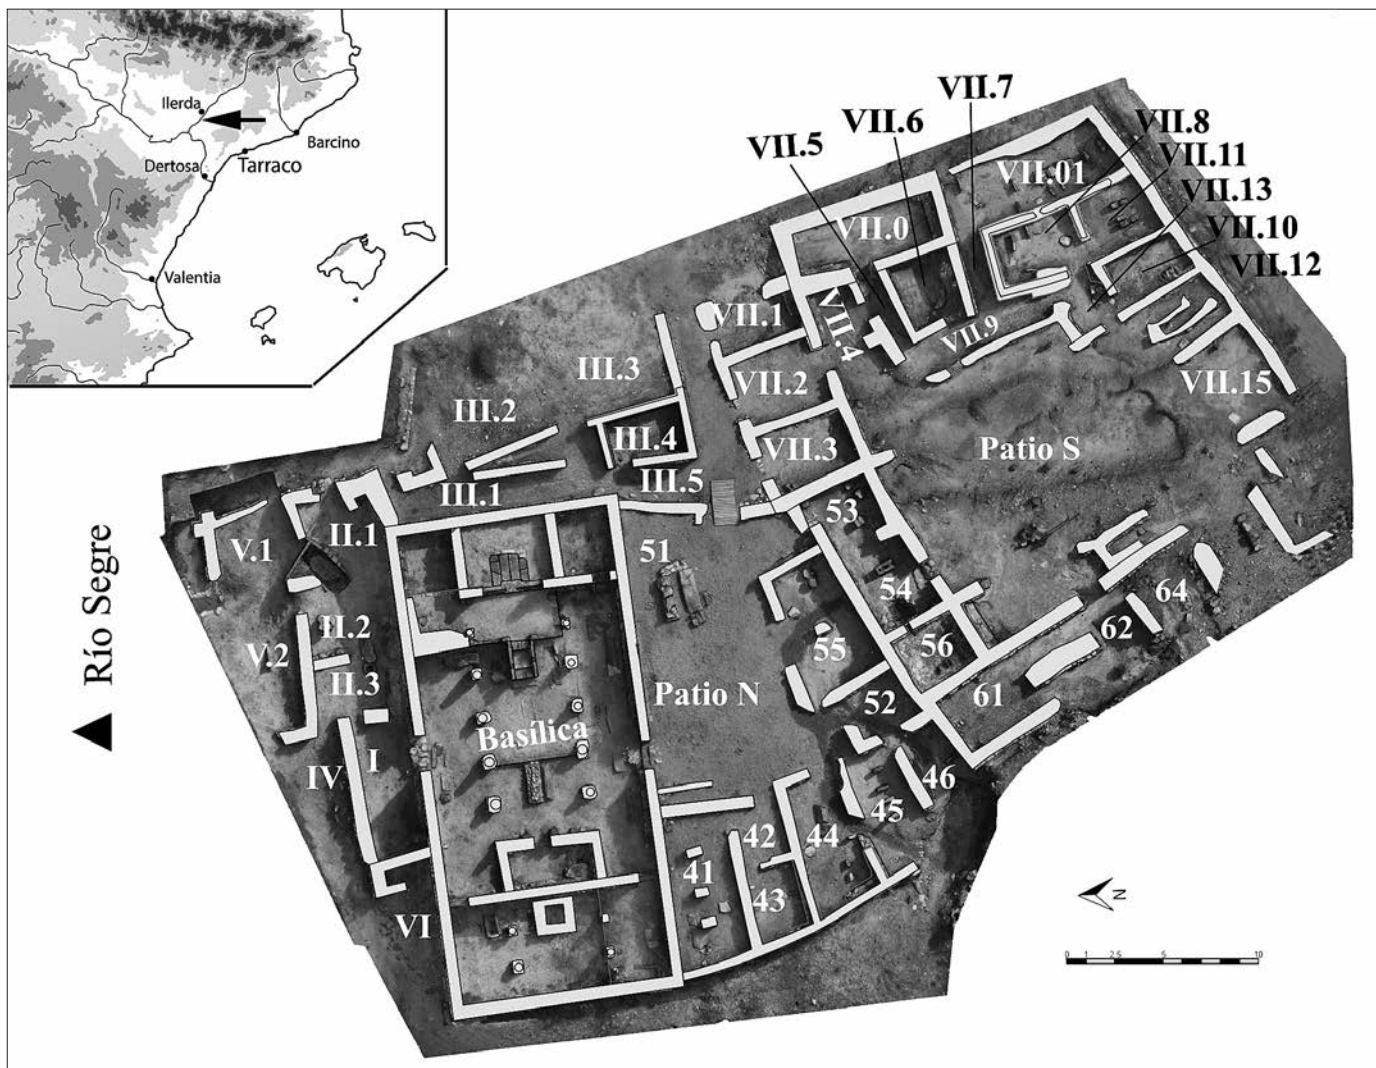 Ilerda
Barcino
Dertosa
Tarraco
Valentia
VII.7
VII.6
VII.8
VII.5
VII.11
VII.01
VII.13
VII.0
VII.10
VII.12
VII.1
VII.4
VII.9
III.3
VII.2
VII.15
III.2
III.4
VII.3
Patio S
III.5
III.1
53
V.1
II.1
51
54
64
II.2
55
56
62
V.2
II.3
Patio N
52
61
Río Segre
Basílica
I
IV
46
45
42
44
41
43
VI
N
0 1 2.5 5 10